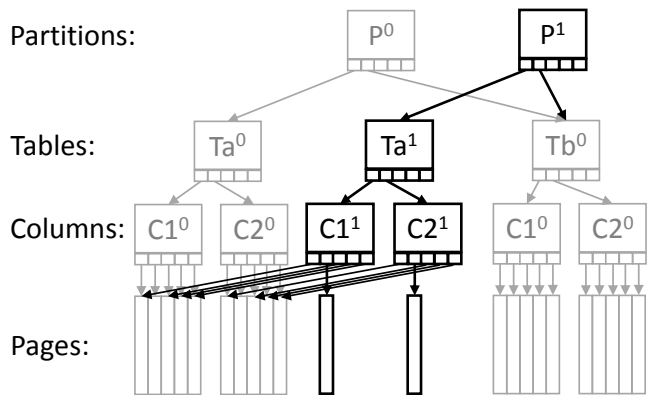 Partitions: P⁰ P¹
Tables: Ta⁰ Ta¹ Tb⁰
Columns: C1⁰ C2⁰ C1¹ C2¹ C1⁰ C2⁰
Pages: